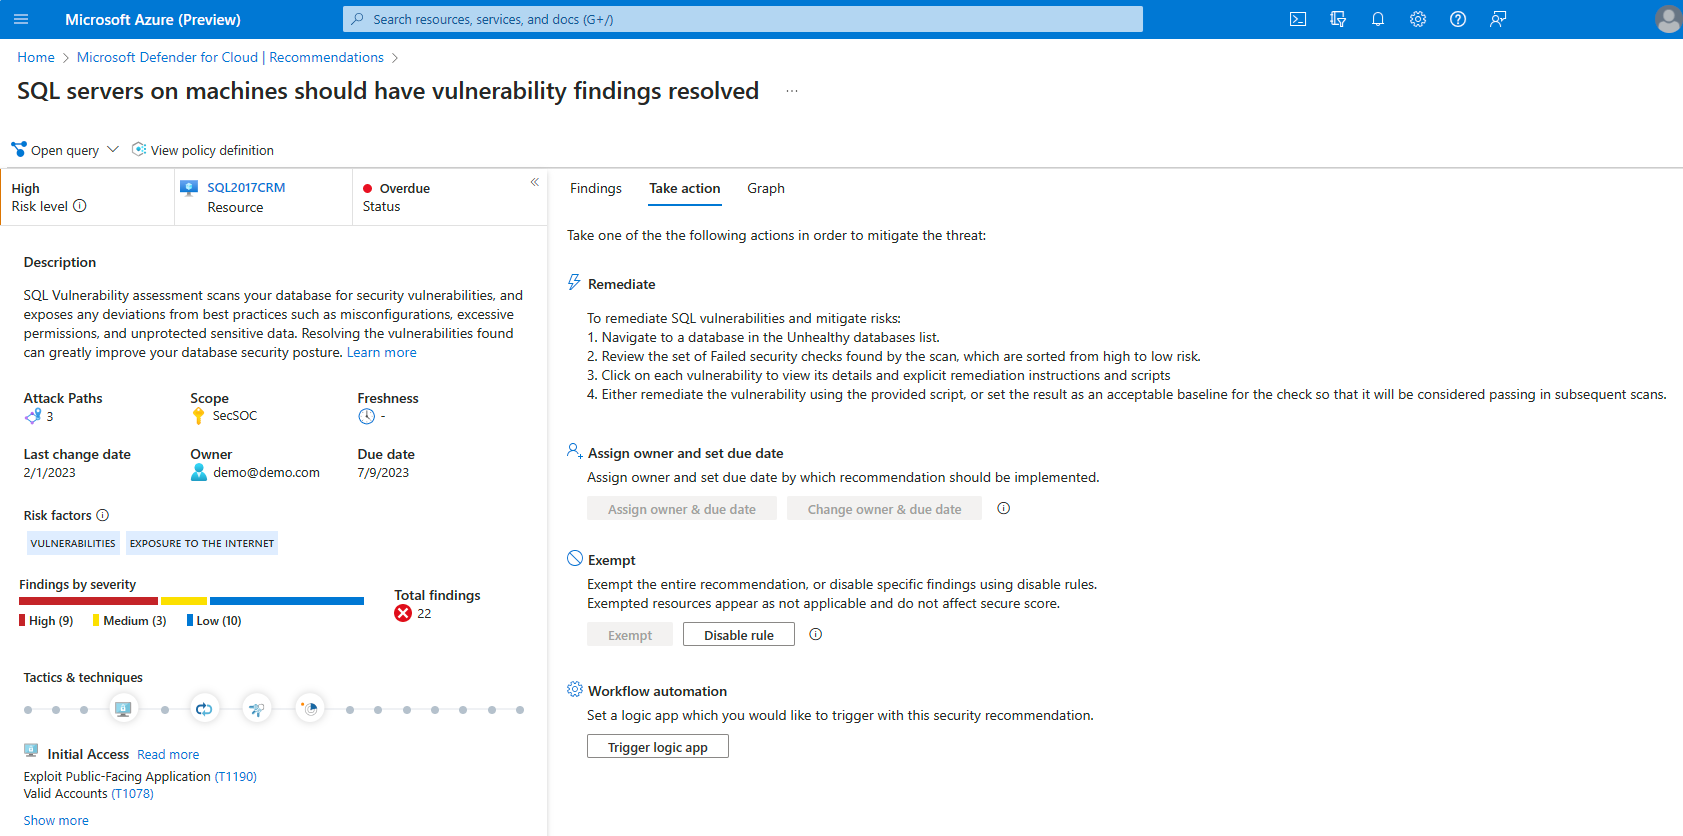 Microsoft Azure (Preview)
Search resources, services, and docs (G+/)
Home > Microsoft Defender for Cloud | Recommendations >
SQL servers on machines should have vulnerability findings resolved ...
Open query
View policy definition
High
Risk level
SQL2017CRM
Resource
Overdue
Status
«
Description
SQL Vulnerability assessment scans your database for security vulnerabilities, and
exposes any deviations from best practices such as misconfigurations, excessive
permissions, and unprotected sensitive data. Resolving the vulnerabilities found
can greatly improve your database security posture. Learn more
Attack Paths
3
Scope
SecSOC
Freshness
-
Last change date
2/1/2023
Owner
demo@demo.com
Due date
7/9/2023
Risk factors
VULNERABILITIES
EXPOSURE TO THE INTERNET
Findings by severity
High (9)
Medium (3)
Low (10)
Total findings
22
Tactics & techniques
Initial Access Read more
Exploit Public-Facing Application (T1190)
Valid Accounts (T1078)
Show more
Findings
Take action
Graph
Take one of the the following actions in order to mitigate the threat:
Remediate
To remediate SQL vulnerabilities and mitigate risks:
1. Navigate to a database in the Unhealthy databases list.
2. Review the set of Failed security checks found by the scan, which are sorted from high to low risk.
3. Click on each vulnerability to view its details and explicit remediation instructions and scripts
4. Either remediate the vulnerability using the provided script, or set the result as an acceptable baseline for the check so that it will be considered passing in subsequent scans.
Assign owner and set due date
Assign owner and set due date by which recommendation should be implemented.
Assign owner & due date
Change owner & due date
Exempt
Exempt the entire recommendation, or disable specific findings using disable rules.
Exempted resources appear as not applicable and do not affect secure score.
Exempt
Disable rule
Workflow automation
Set a logic app which you would like to trigger with this security recommendation.
Trigger logic app